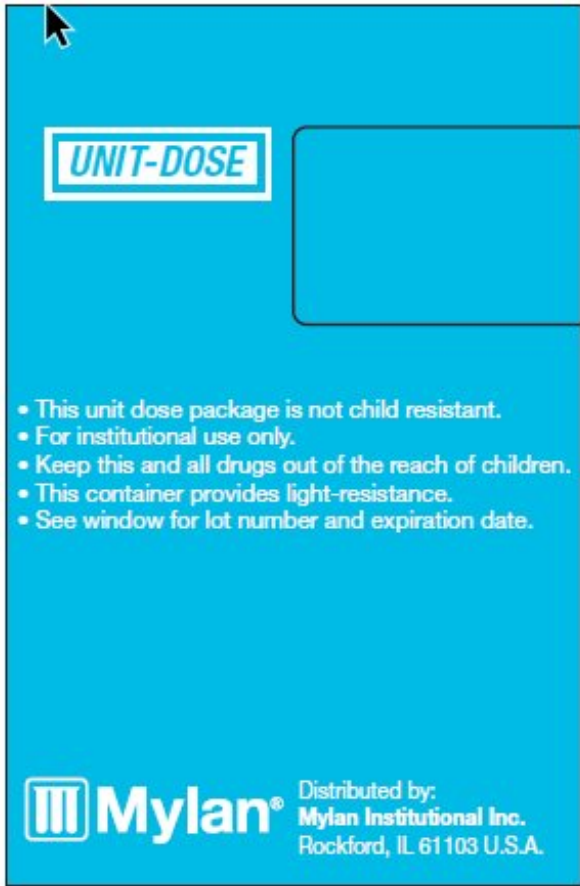 UNIT-DOSE
• This unit dose package is not child resistant.
• For institutional use only.
• Keep this and all drugs out of the reach of children.
• This container provides light-resistance.
• See window for lot number and expiration date.
Mylan®
Distributed by:
Mylan Institutional Inc.
Rockford, IL 61103 U.S.A.